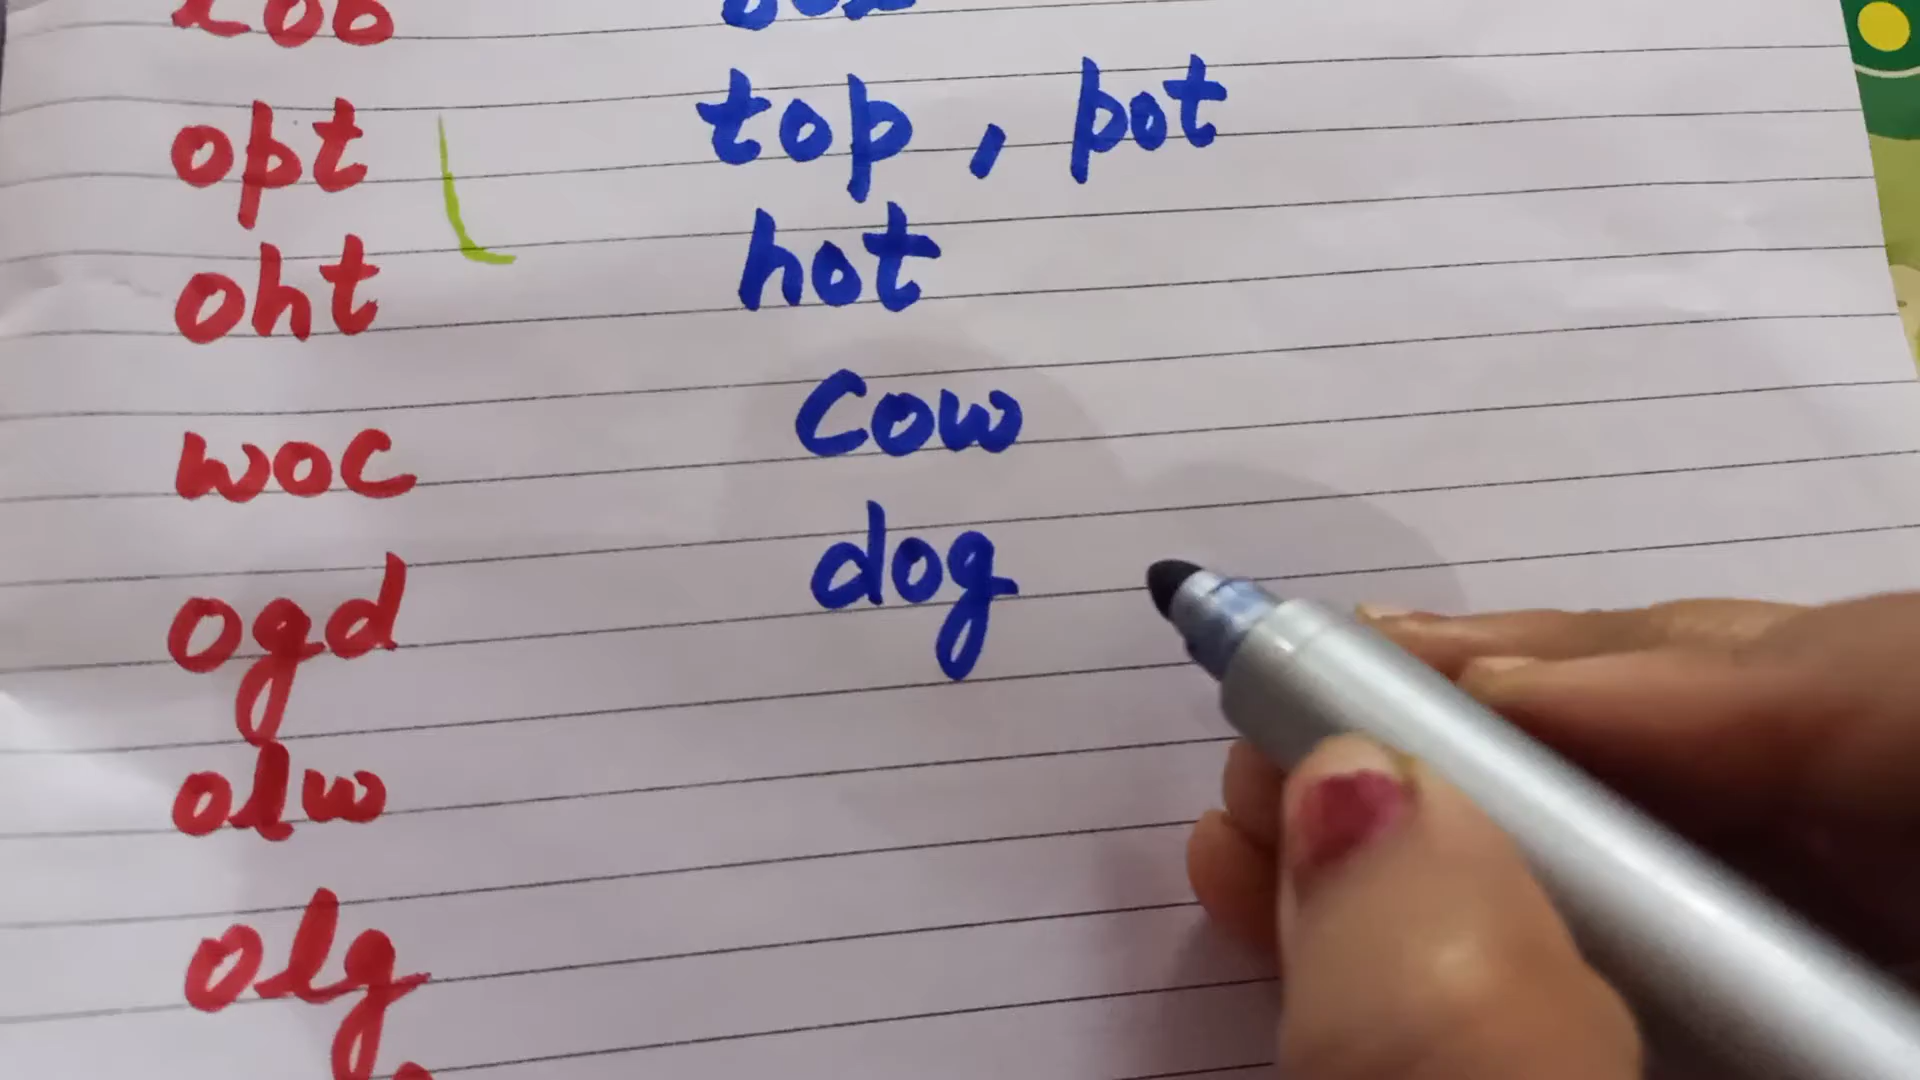 opt top, pot
oht hot
woc cow
ogd dog
olw
olg